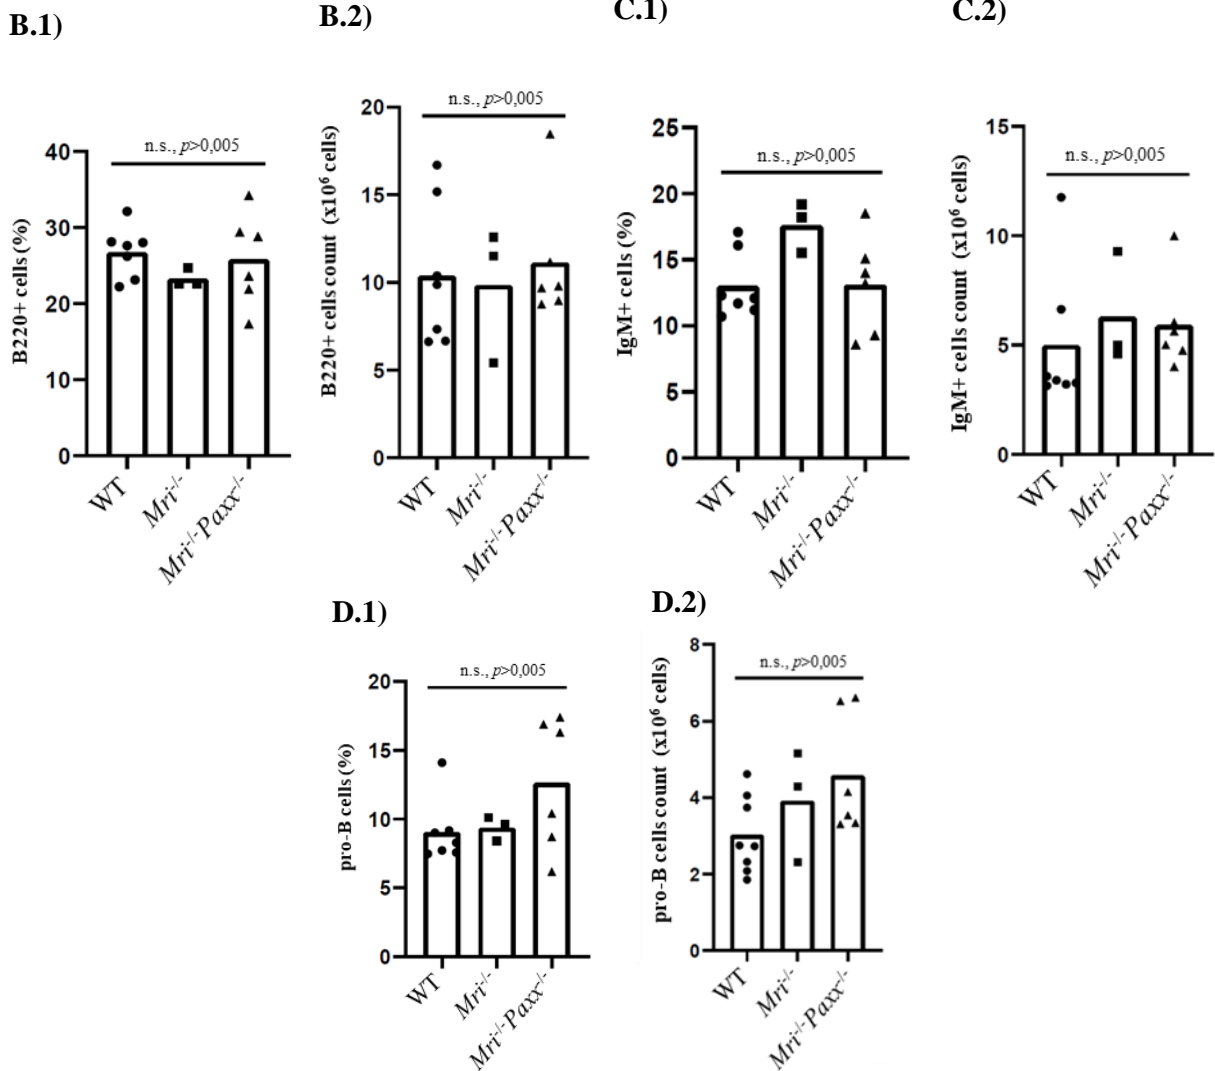 B.1)
B220+ cells (%)
40
30
20
10
0
n.s., p>0,005
WT
Mri-/-
Mri-/-Paxx-/-
B.2)
B220+ cells count (x10⁶ cells)
20
15
10
5
0
n.s., p>0,005
WT
Mri-/-
Mri-/-Paxx-/-
C.1)
IgM+ cells (%)
25
20
15
10
5
0
n.s., p>0,005
WT
Mri-/-
Mri-/-Paxx-/-
C.2)
IgM+ cells count (x10⁶ cells)
15
10
5
0
n.s., p>0,005
WT
Mri-/-
Mri-/-Paxx-/-
D.1)
pro-B cells (%)
20
15
10
5
0
n.s., p>0,005
WT
Mri-/-
Mri-/-Paxx-/-
D.2)
pro-B cells count (x10⁶ cells)
8
6
4
2
0
n.s., p>0,005
WT
Mri-/-
Mri-/-Paxx-/-